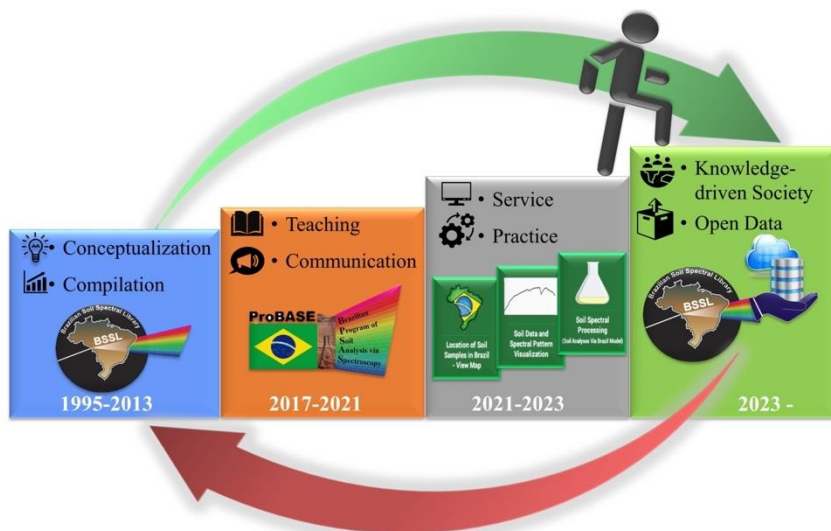 • Conceptualization
• Compilation
Brazilian Soil Spectral Library
BSSL
1995-2013
• Teaching
• Communication
ProBASE
Brazilian
Program of
Soil
Analysis via
Spectroscopy
2017-2021
• Service
• Practice
Location of Soil
Samples in Brazil
- View Map
Soil Data and
Spectral Pattern
Visualization
Soil Spectral
Processing
(Soil Analyses Via Brazil Model)
2021-2023
• Knowledge-
driven Society
• Open Data
Brazilian Soil Spectral Library
BSSL
2023 -